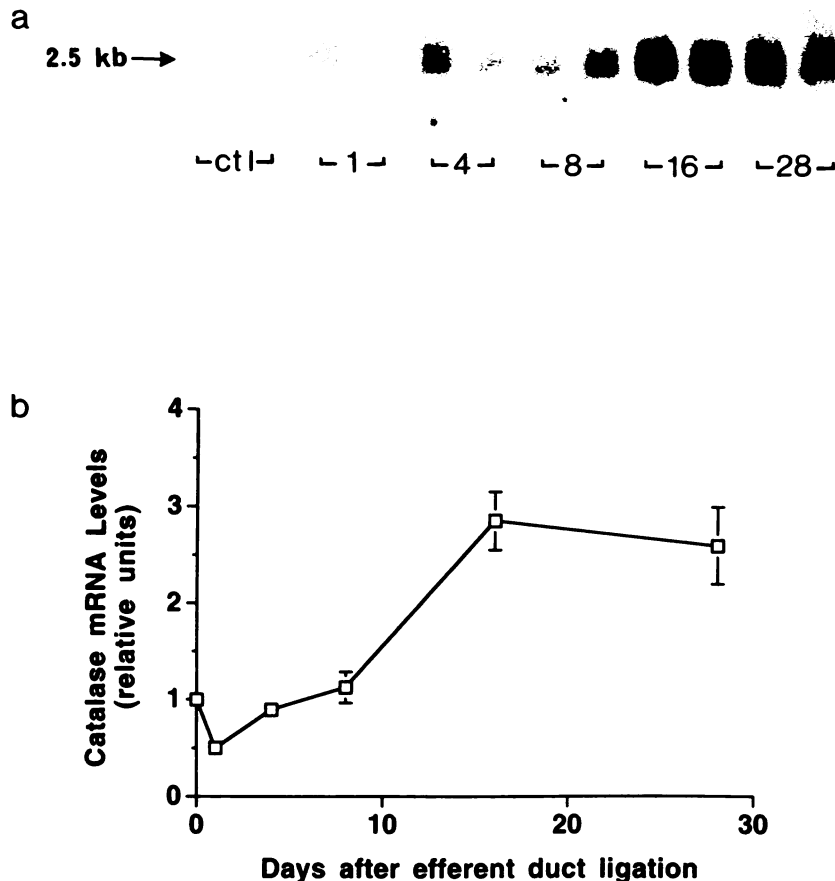 a
2.5 kb
ctl 1 4 8 16 28
b
Catalase mRNA Levels
(relative units)
4
3
2
1
0
0 10 20 30
Days after efferent duct ligation